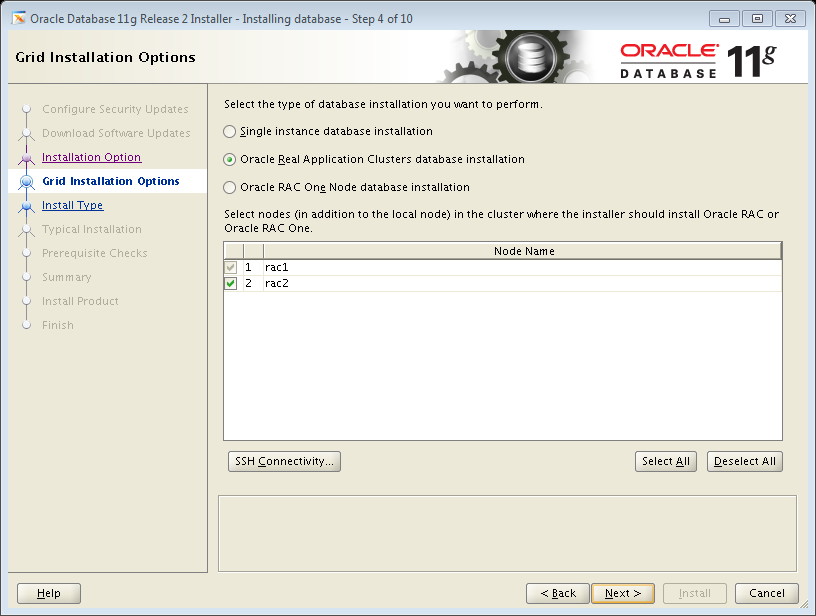 Oracle Database 11g Release 2 Installer - Installing database - Step 4 of 10
Grid Installation Options
ORACLE
DATABASE
11g
Configure Security Updates
Download Software Updates
Installation Option
Grid Installation Options
Install Type
Typical Installation
Prerequisite Checks
Summary
Install Product
Finish
Select the type of database installation you want to perform.
Single instance database installation
Oracle Real Application Clusters database installation
Oracle RAC One Node database installation
Select nodes (in addition to the local node) in the cluster where the installer should install Oracle RAC or
Oracle RAC One.
Node Name
1 rac1
2 rac2
SSH Connectivity...
Select All
Deselect All
Help
< Back
Next >
Install
Cancel